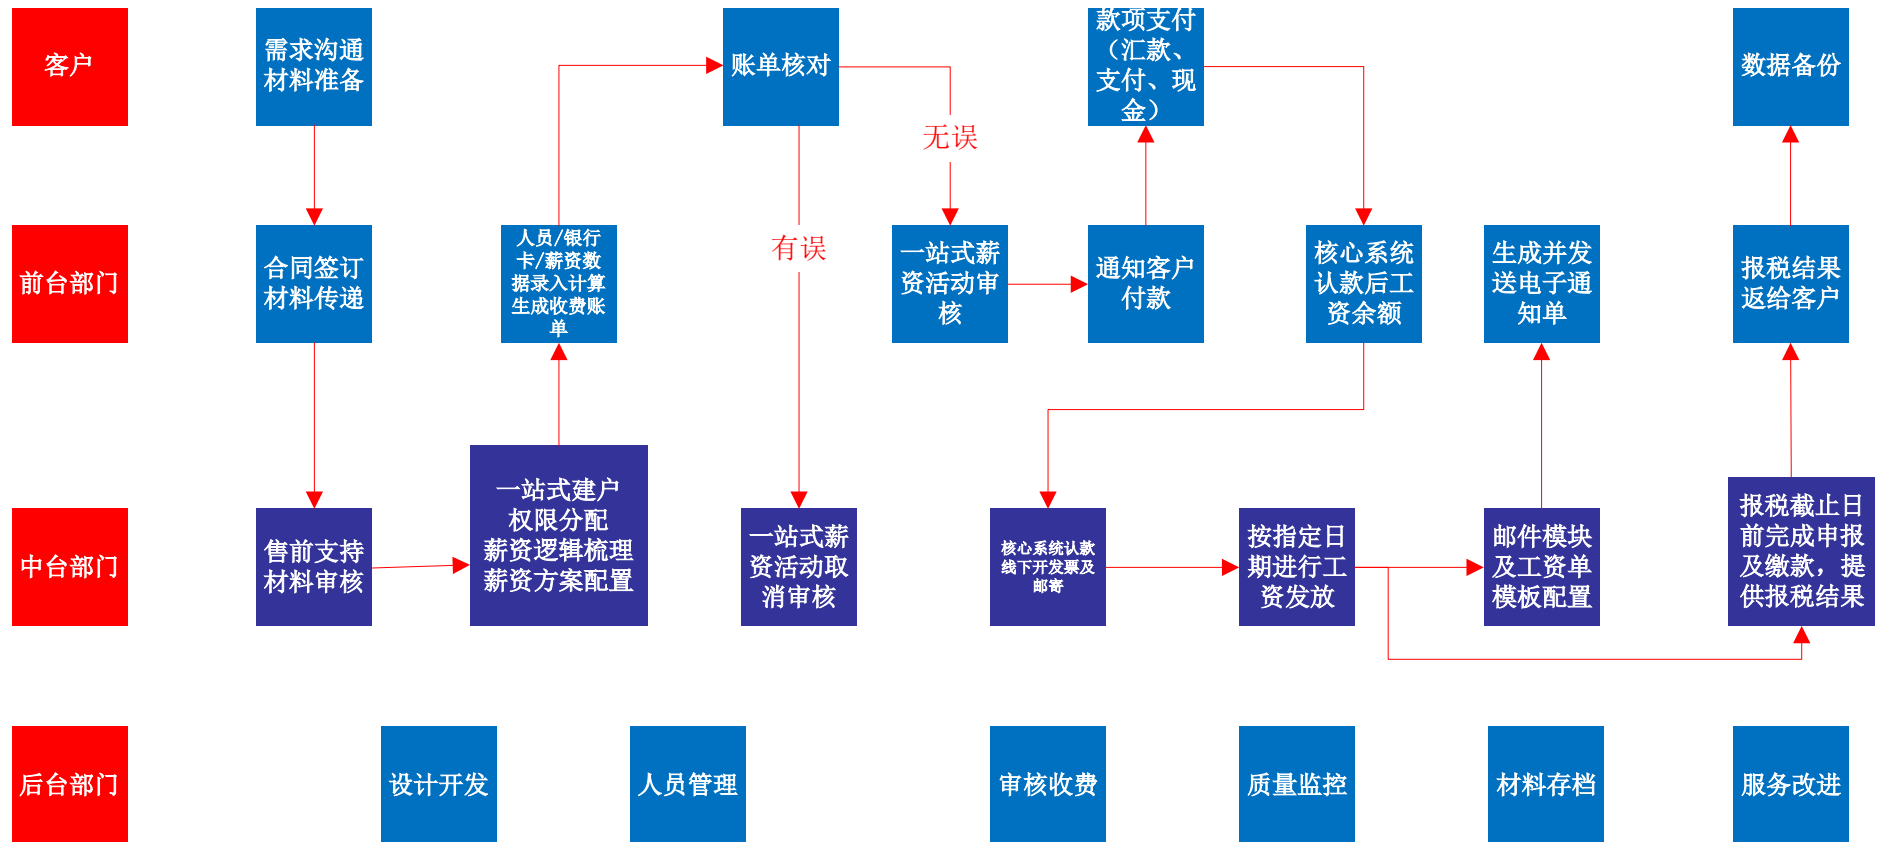 客户
需求沟通
材料准备
账单核对
款项支付
（汇款、
支付、现
金）
数据备份
无误
有误
前台部门
合同签订
材料传递
人员/银行
卡/薪资数
据录入计算
生成收费账
单
一站式薪
资活动审
核
通知客户
付款
核心系统
认款后工
资余额
生成并发
送电子通
知单
报税结果
返给客户
中台部门
售前支持
材料审核
一站式建户
权限分配
薪资逻辑梳理
薪资方案配置
一站式薪
资活动取
消审核
核心系统认款
线下开发票及
邮寄
按指定日
期进行工
资发放
邮件模块
及工资单
模板配置
报税截止日
前完成申报
及缴款，提
供报税结果
后台部门
设计开发
人员管理
审核收费
质量监控
材料存档
服务改进